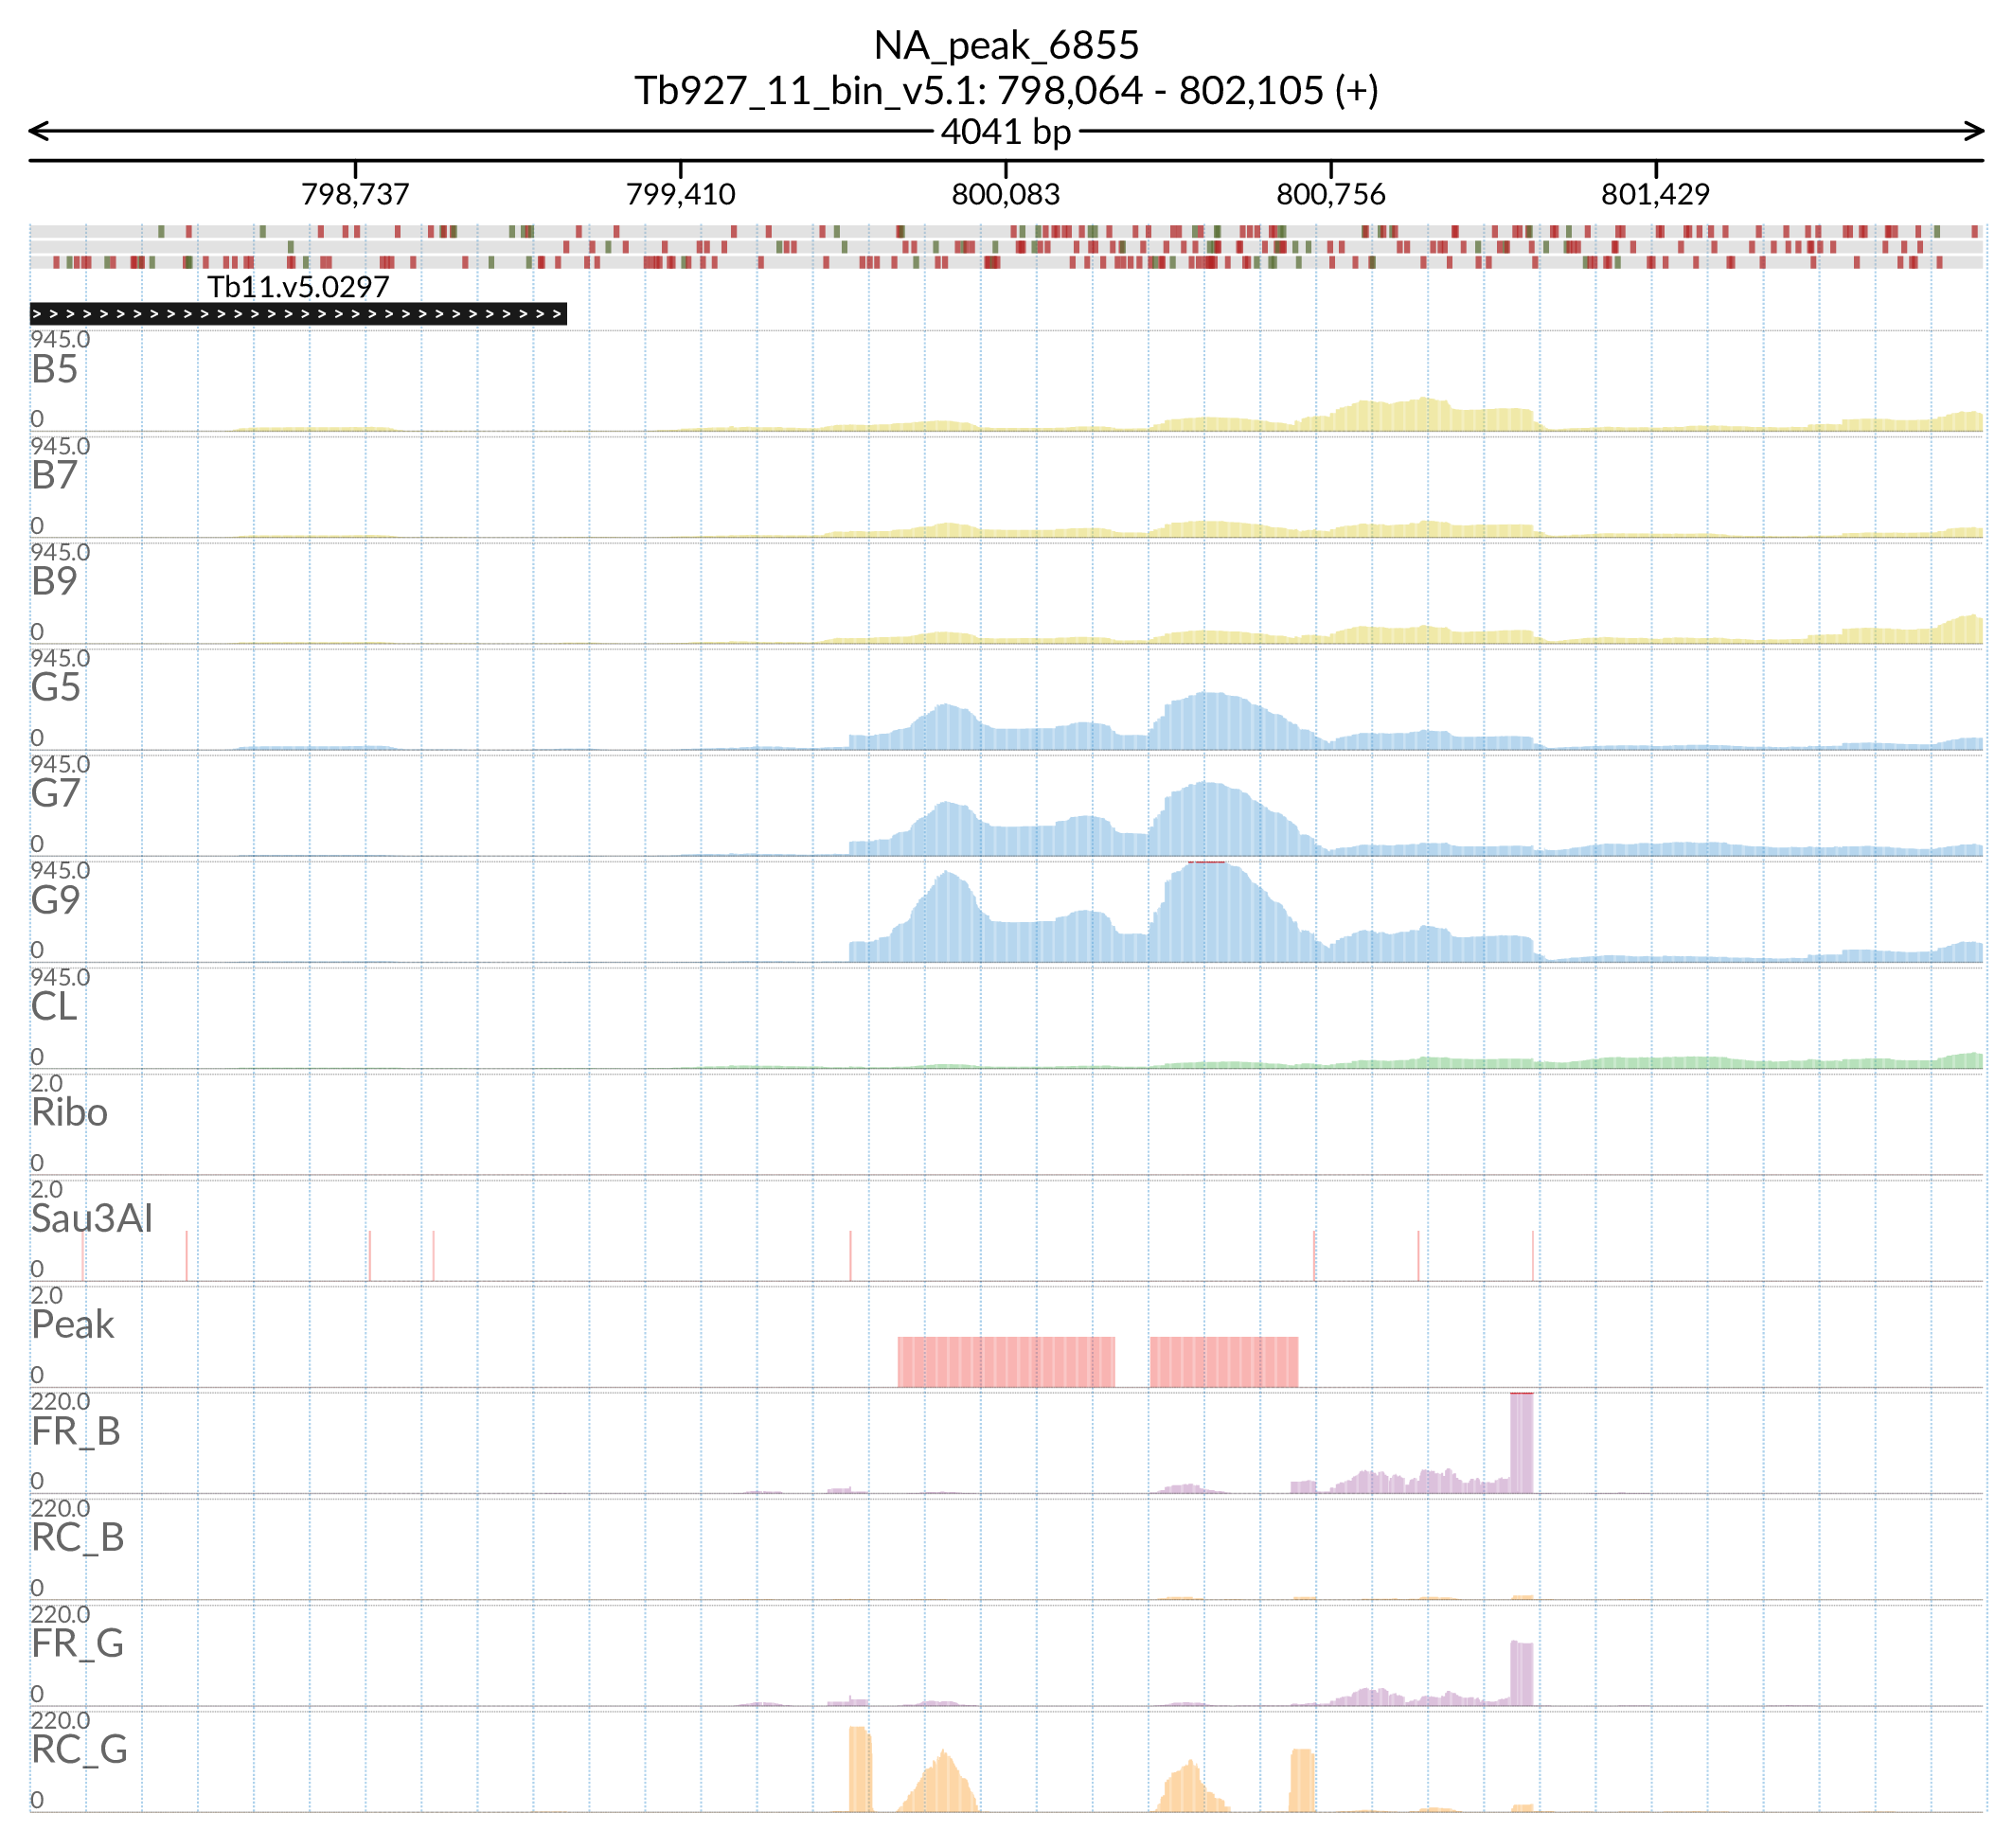 NA_peak_6855
Tb927_11_bin_v5.1: 798,064 - 802,105 (+)
4041 bp
798,737 799,410 800,083 800,756 801,429
Tb11.v5.0297
945.0
B5
0
945.0
B7
0
945.0
B9
0
945.0
G5
0
945.0
G7
0
945.0
G9
0
945.0
CL
0
2.0
Ribo
0
2.0
Sau3AI
0
2.0
Peak
0
220.0
FR_B
0
220.0
RC_B
0
220.0
FR_G
0
220.0
RC_G
0